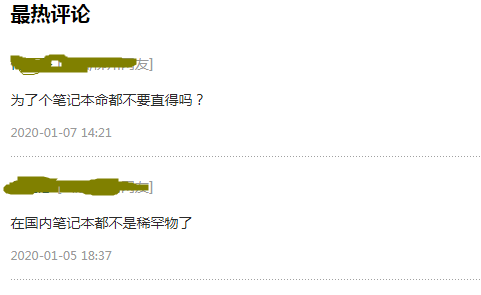 最热评论
友]
为了个笔记本命都不要直得吗？
2020-01-07 14:21
网友]
在国内笔记本都不是稀罕物了
2020-01-05 18:37